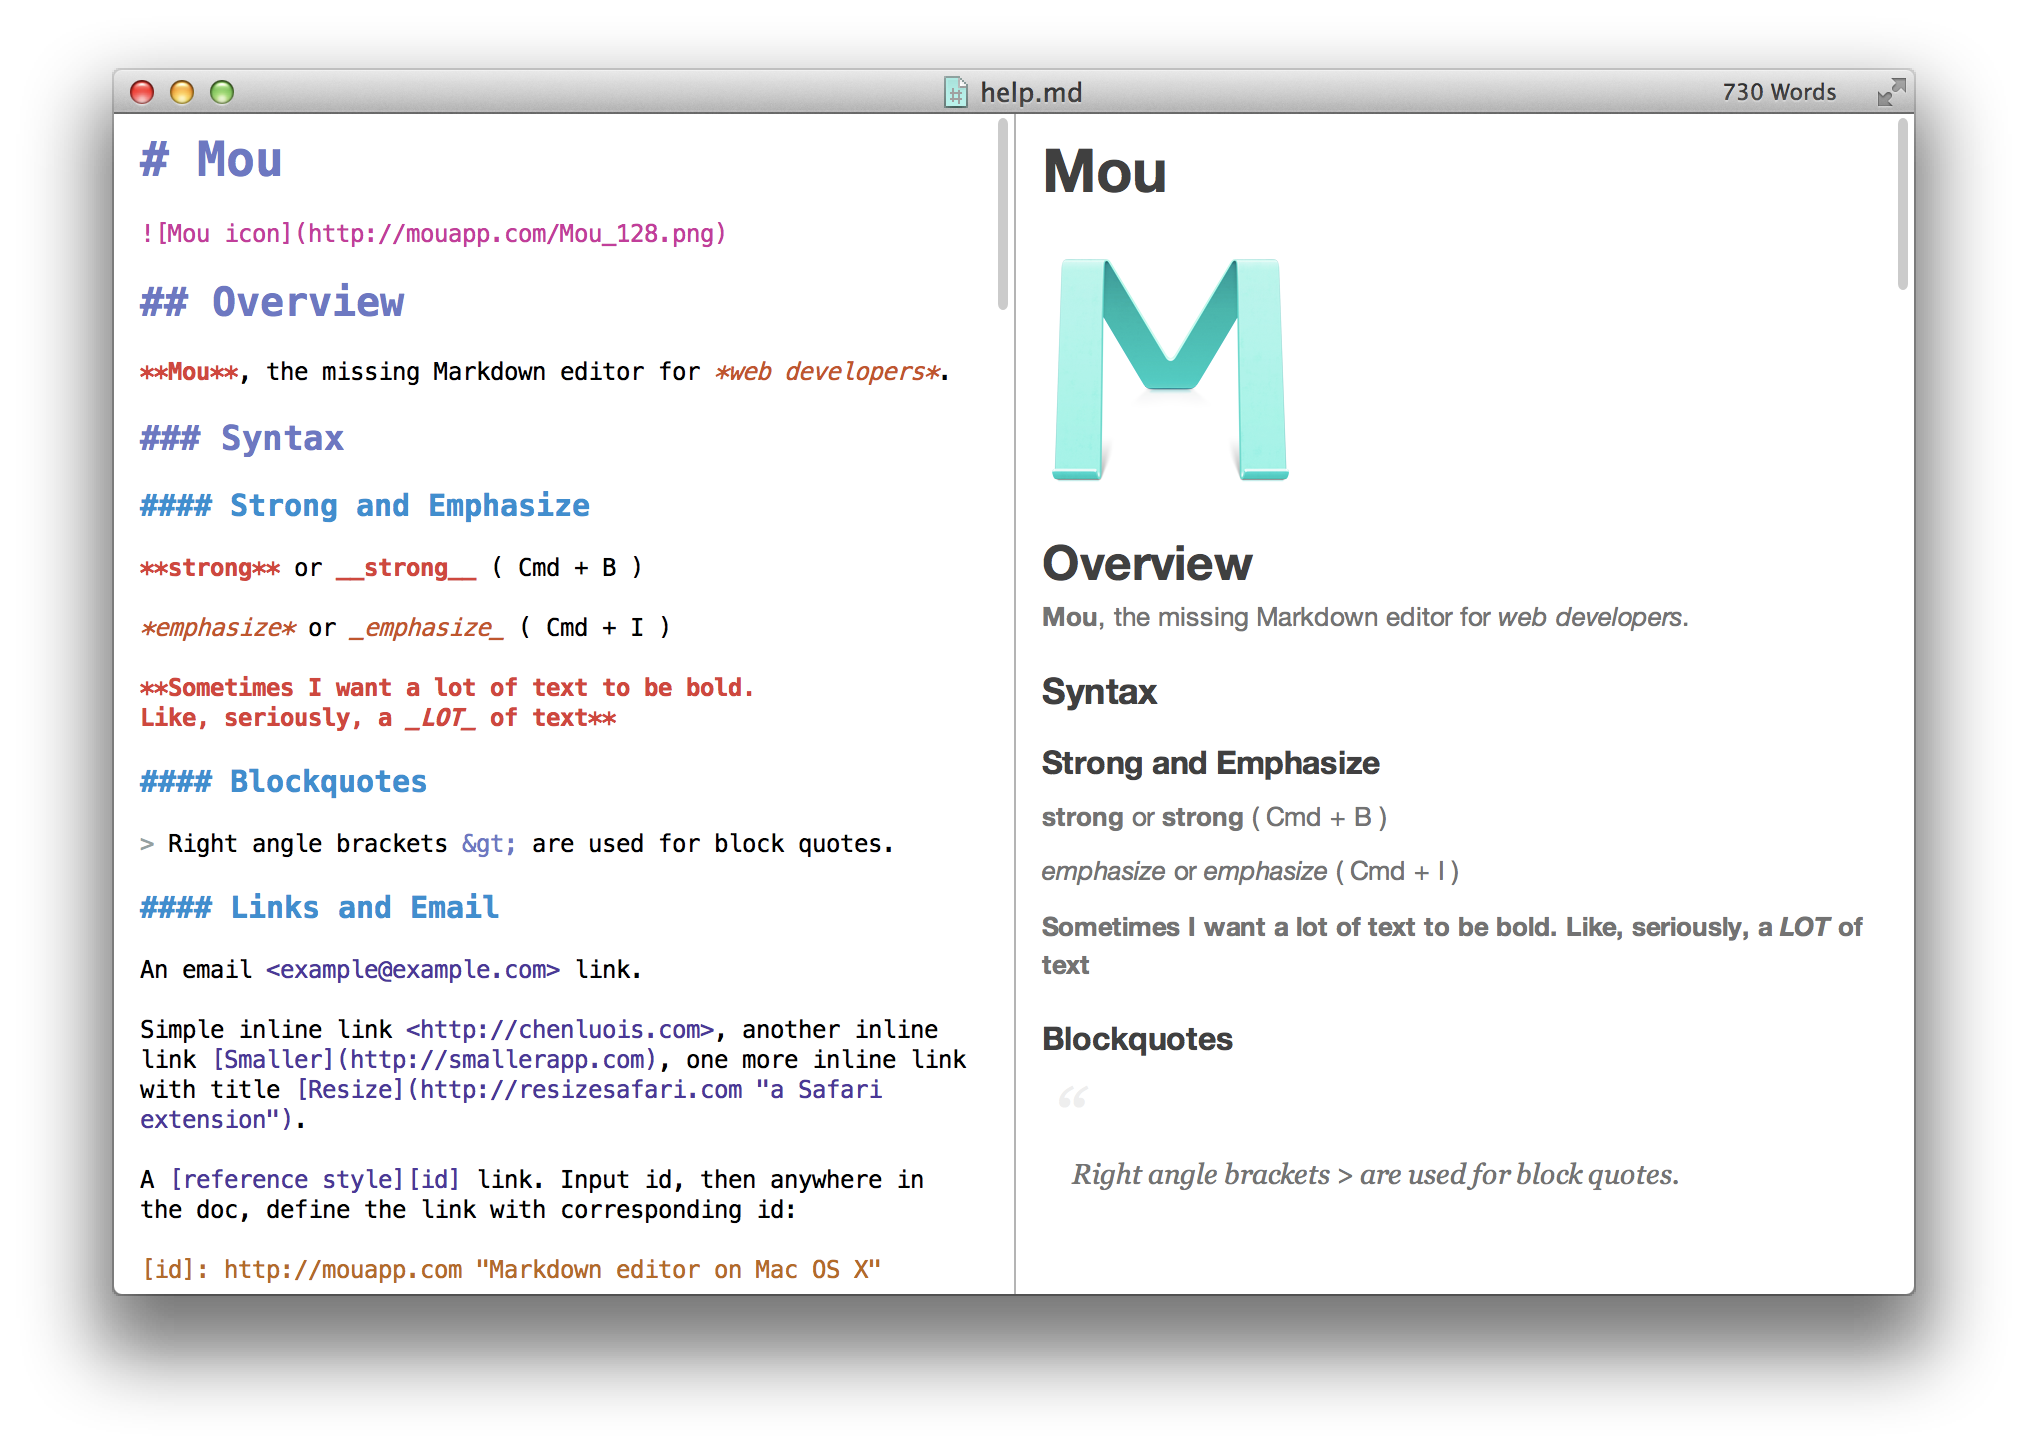 help.md
730 Words
# Mou
![Mou icon](http://mouapp.com/Mou_128.png)
## Overview
**Mou**, the missing Markdown editor for *web developers*.
### Syntax
#### Strong and Emphasize
**strong** or __strong__ ( Cmd + B )
*emphasize* or _emphasize_ ( Cmd + I )
**Sometimes I want a lot of text to be bold.
Like, seriously, a _LOT_ of text**
#### Blockquotes
> Right angle brackets &gt; are used for block quotes.
#### Links and Email
An email <example@example.com> link.
Simple inline link <http://chenluois.com>, another inline
link [Smaller](http://smallerapp.com), one more inline link
with title [Resize](http://resizesafari.com "a Safari
extension").
A [reference style][id] link. Input id, then anywhere in
the doc, define the link with corresponding id:
[id]: http://mouapp.com "Markdown editor on Mac OS X"
Mou
Overview
Mou, the missing Markdown editor for web developers.
Syntax
Strong and Emphasize
strong or strong ( Cmd + B )
emphasize or emphasize ( Cmd + I )
Sometimes I want a lot of text to be bold. Like, seriously, a LOT of
text
Blockquotes
“
Right angle brackets > are used for block quotes.